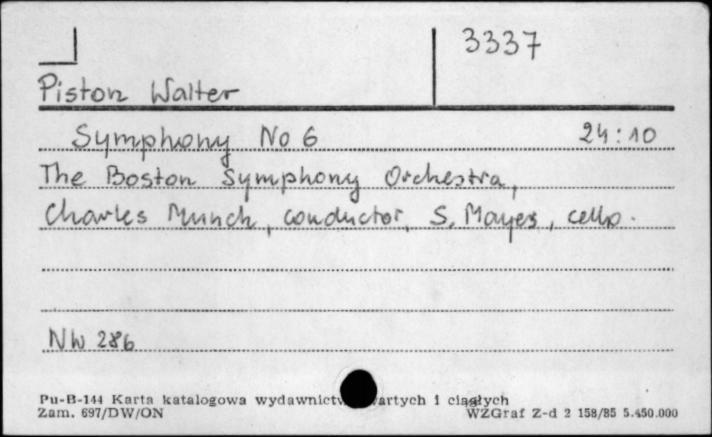 3337
Piston Walter
Symphony No 6 24:10
The Boston Symphony Orchestra,
Charles Munch, conductor, S. Mayes, cello.
NW 286
Pu-B-144 Karta katalogowa wydawnictw artych i ciągłych
Zam. 697/DW/ON WZGraf Z-d 2 158/85 5.450.000